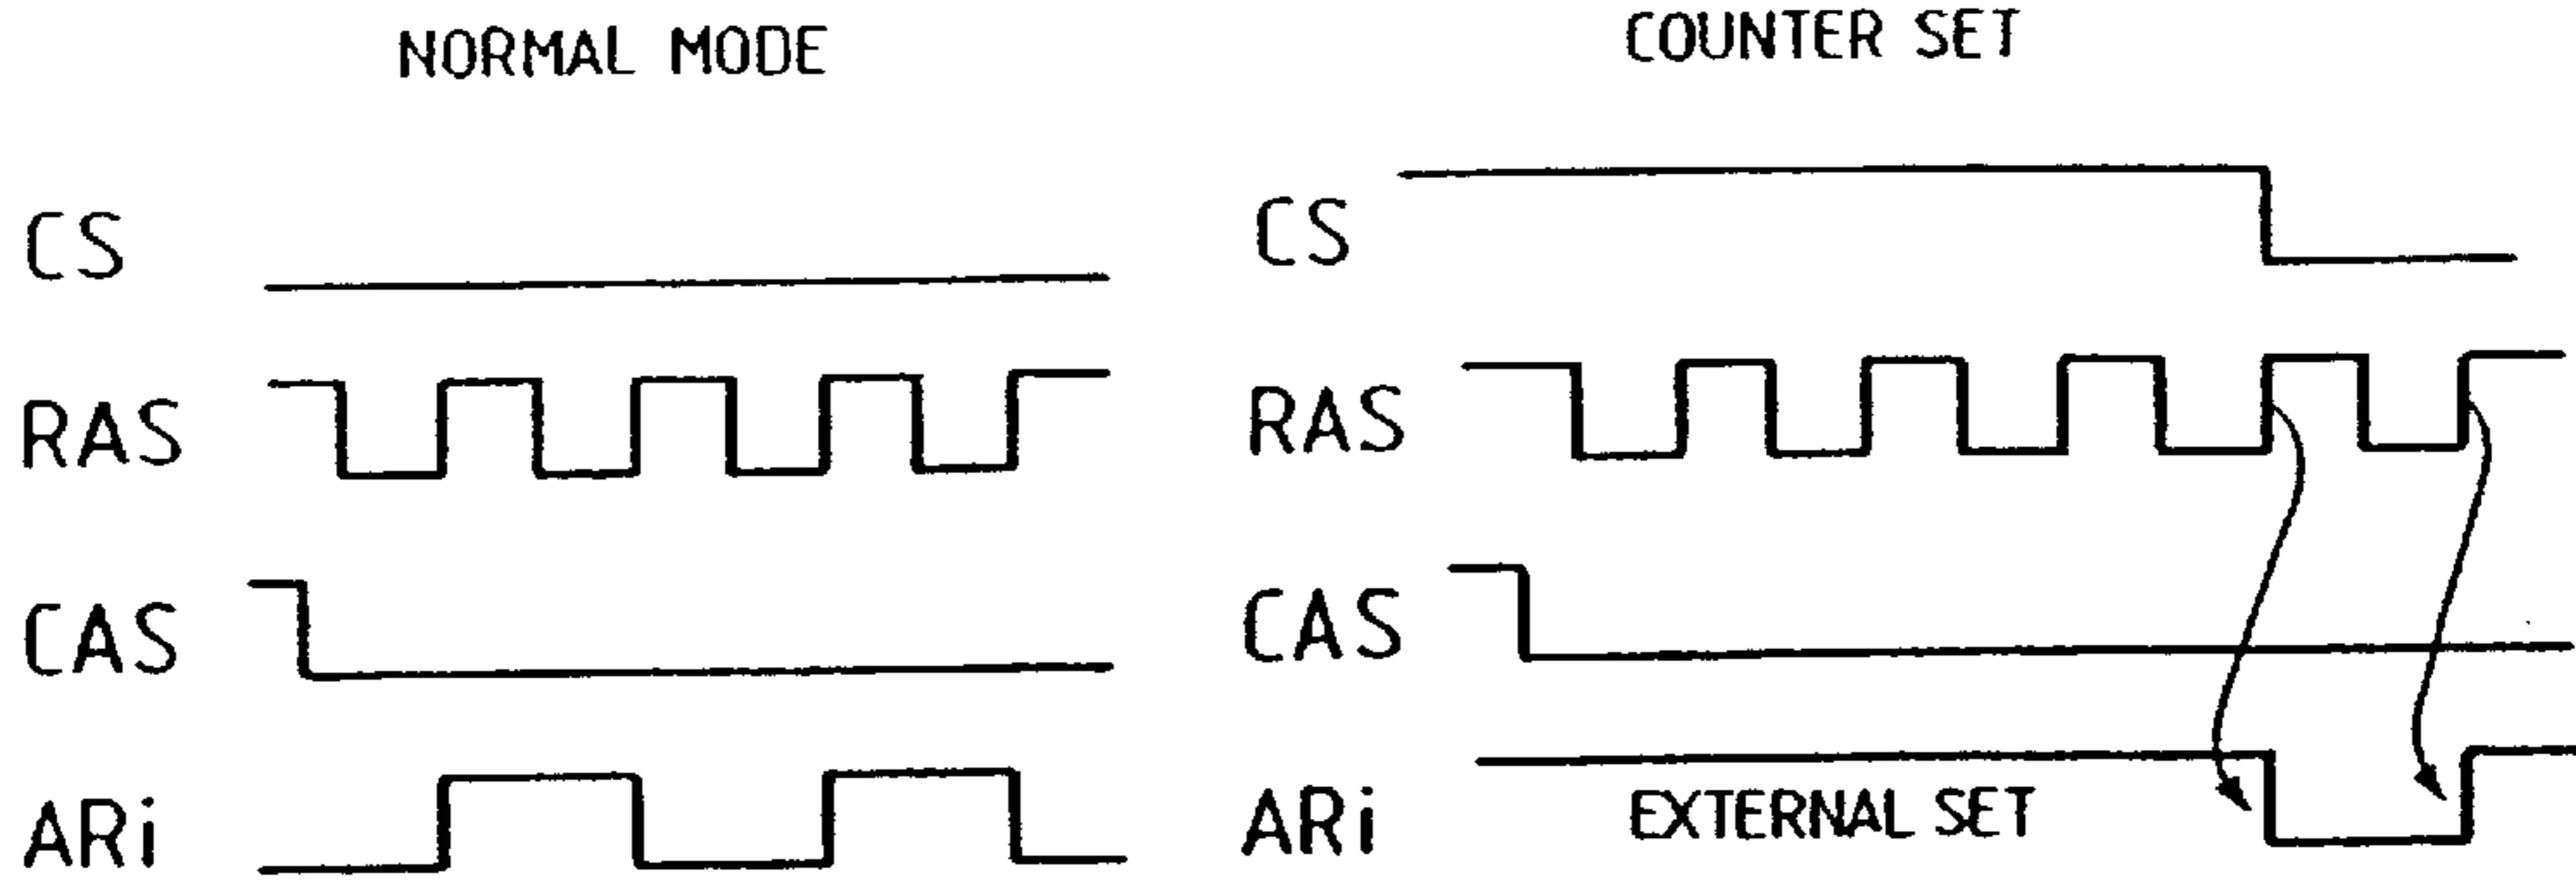 NORMAL MODE
CS
RAS
CAS
ARi
COUNTER SET
CS
RAS
CAS
ARi
EXTERNAL SET